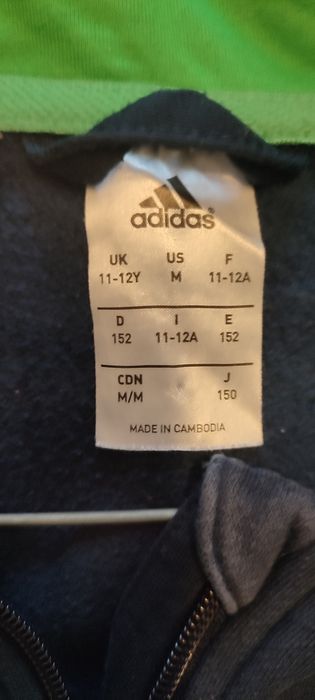 adidas
UK US F
11-12Y M 11-12A
D I E
152 11-12A 152
CDN J
M/M 150
MADE IN CAMBODIA